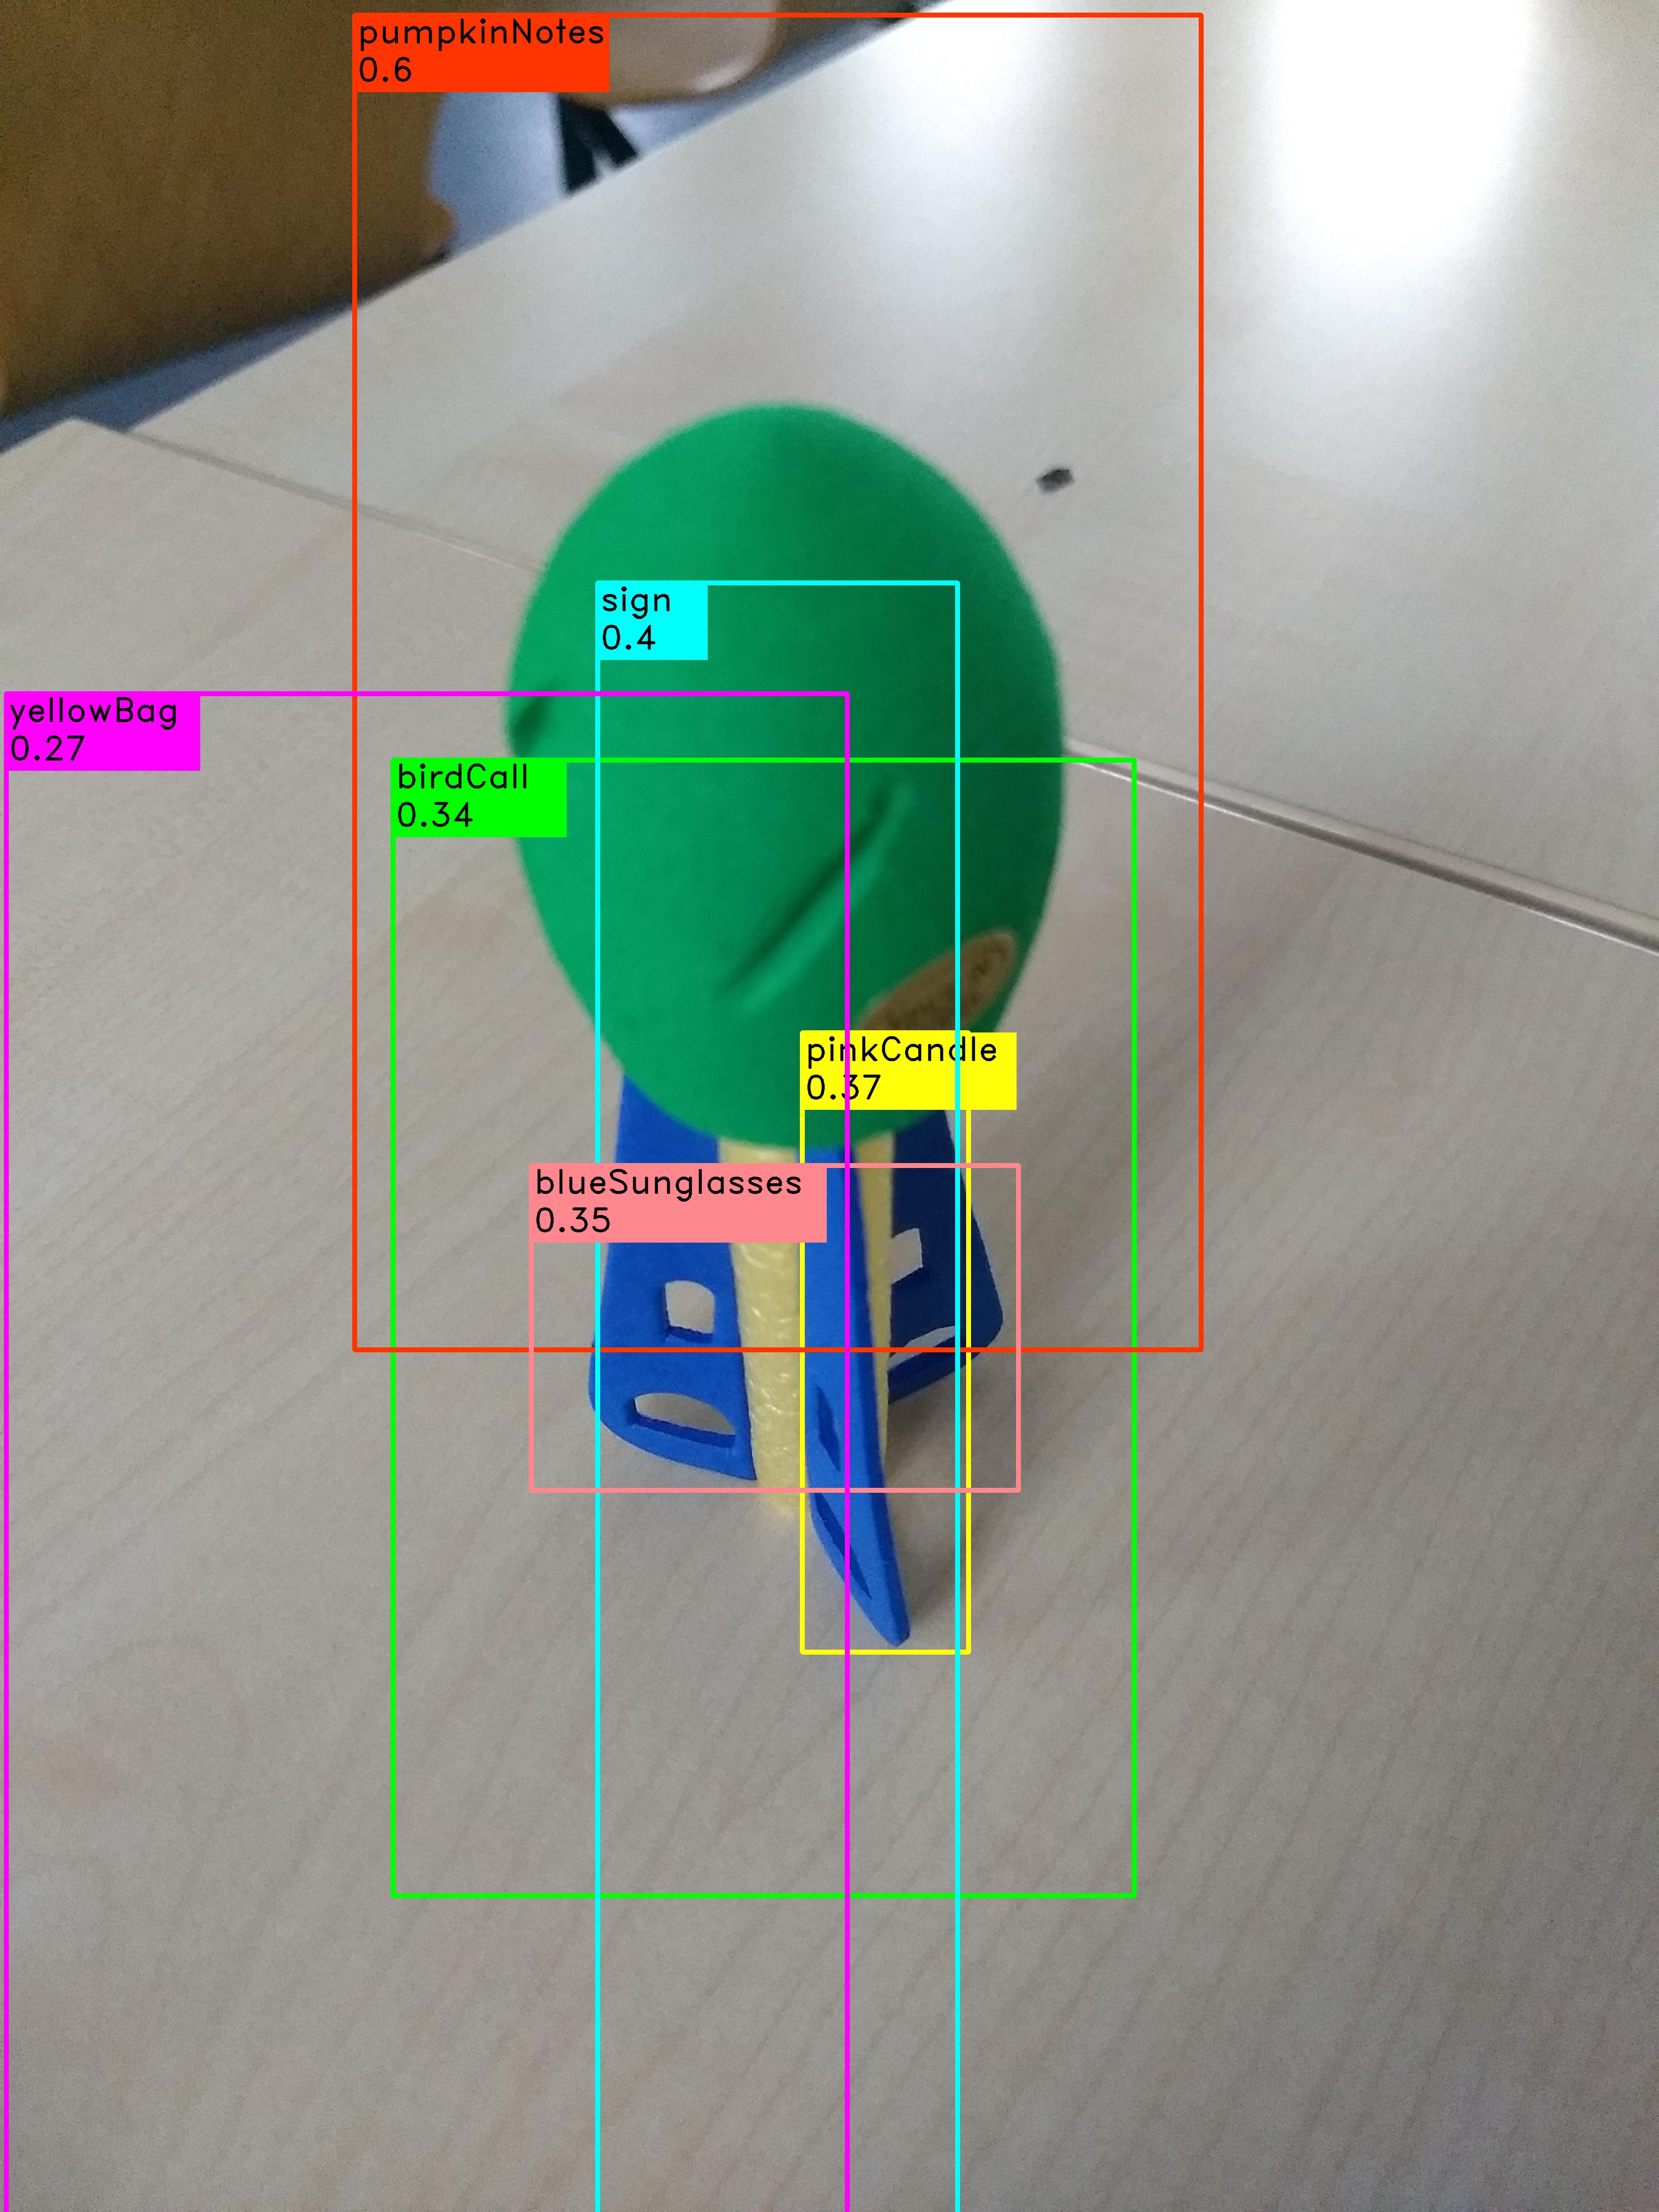 pumpkinNotes
0.6
sign
0.4
yellowBag
0.27
birdCall
0.34
pinkCandle
0.37
blueSunglasses
0.35